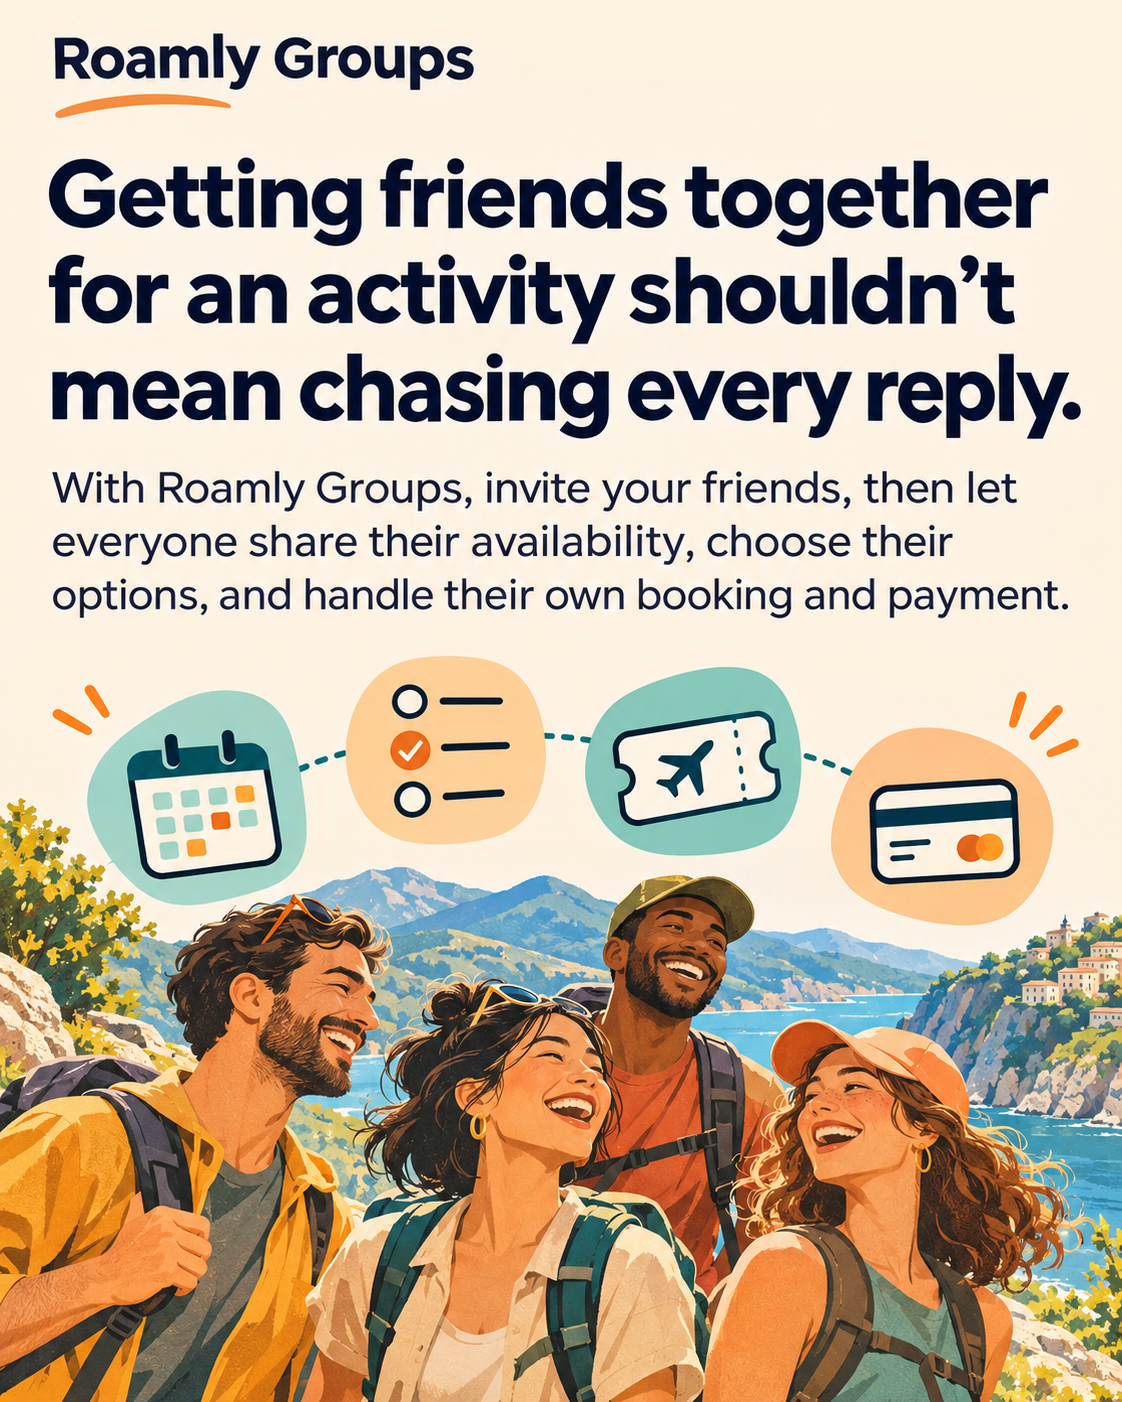 Roamly Groups
Getting friends together
for an activity shouldn’t
mean chasing every reply.
With Roamly Groups, invite your friends, then let
everyone share their availability, choose their
options, and handle their own booking and payment.